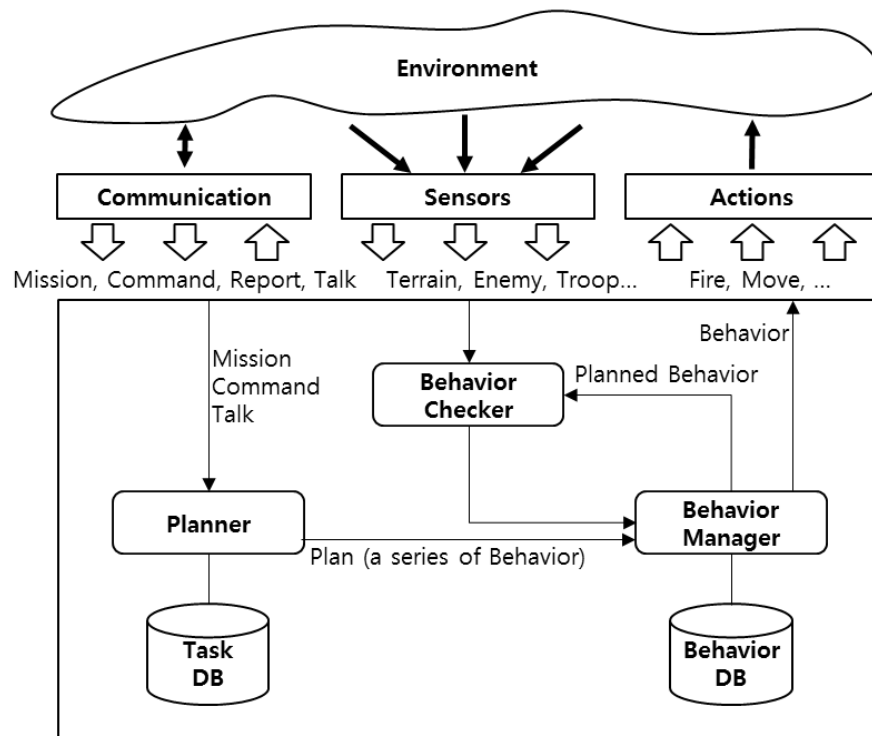 Environment
Communication
Sensors
Actions
Mission, Command, Report, Talk
Terrain, Enemy, Troop...
Fire, Move, ...
Behavior
Mission
Command
Talk
Behavior
Checker
Planned Behavior
Planner
Behavior
Manager
Plan (a series of Behavior)
Task
DB
Behavior
DB